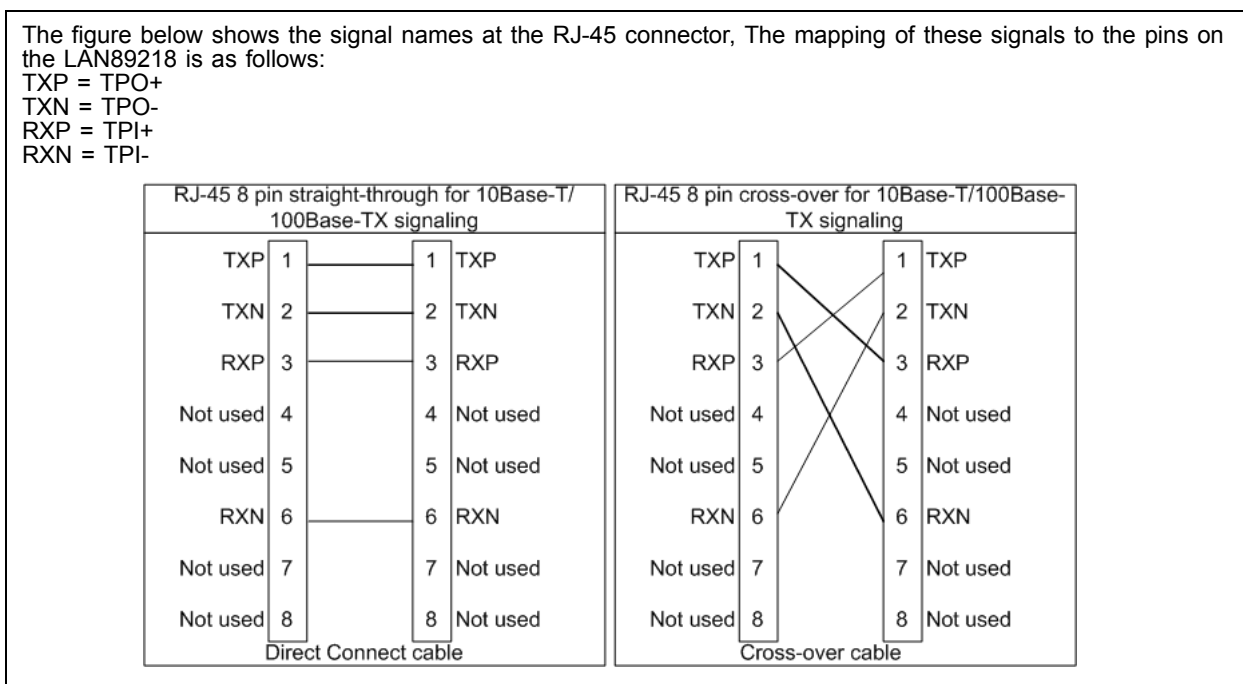 The figure below shows the signal names at the RJ-45 connector, The mapping of these signals to the pins on
the LAN89218 is as follows:
TXP = TPO+
TXN = TPO-
RXP = TPI+
RXN = TPI-
RJ-45 8 pin straight-through for 10Base-T/
100Base-TX signaling
TXP 1 1 TXP
TXN 2 2 TXN
RXP 3 3 RXP
Not used 4 4 Not used
Not used 5 5 Not used
RXN 6 6 RXN
Not used 7 7 Not used
Not used 8 8 Not used
Direct Connect cable
RJ-45 8 pin cross-over for 10Base-T/100Base-
TX signaling
TXP 1 1 TXP
TXN 2 2 TXN
RXP 3 3 RXP
Not used 4 4 Not used
Not used 5 5 Not used
RXN 6 6 RXN
Not used 7 7 Not used
Not used 8 8 Not used
Cross-over cable